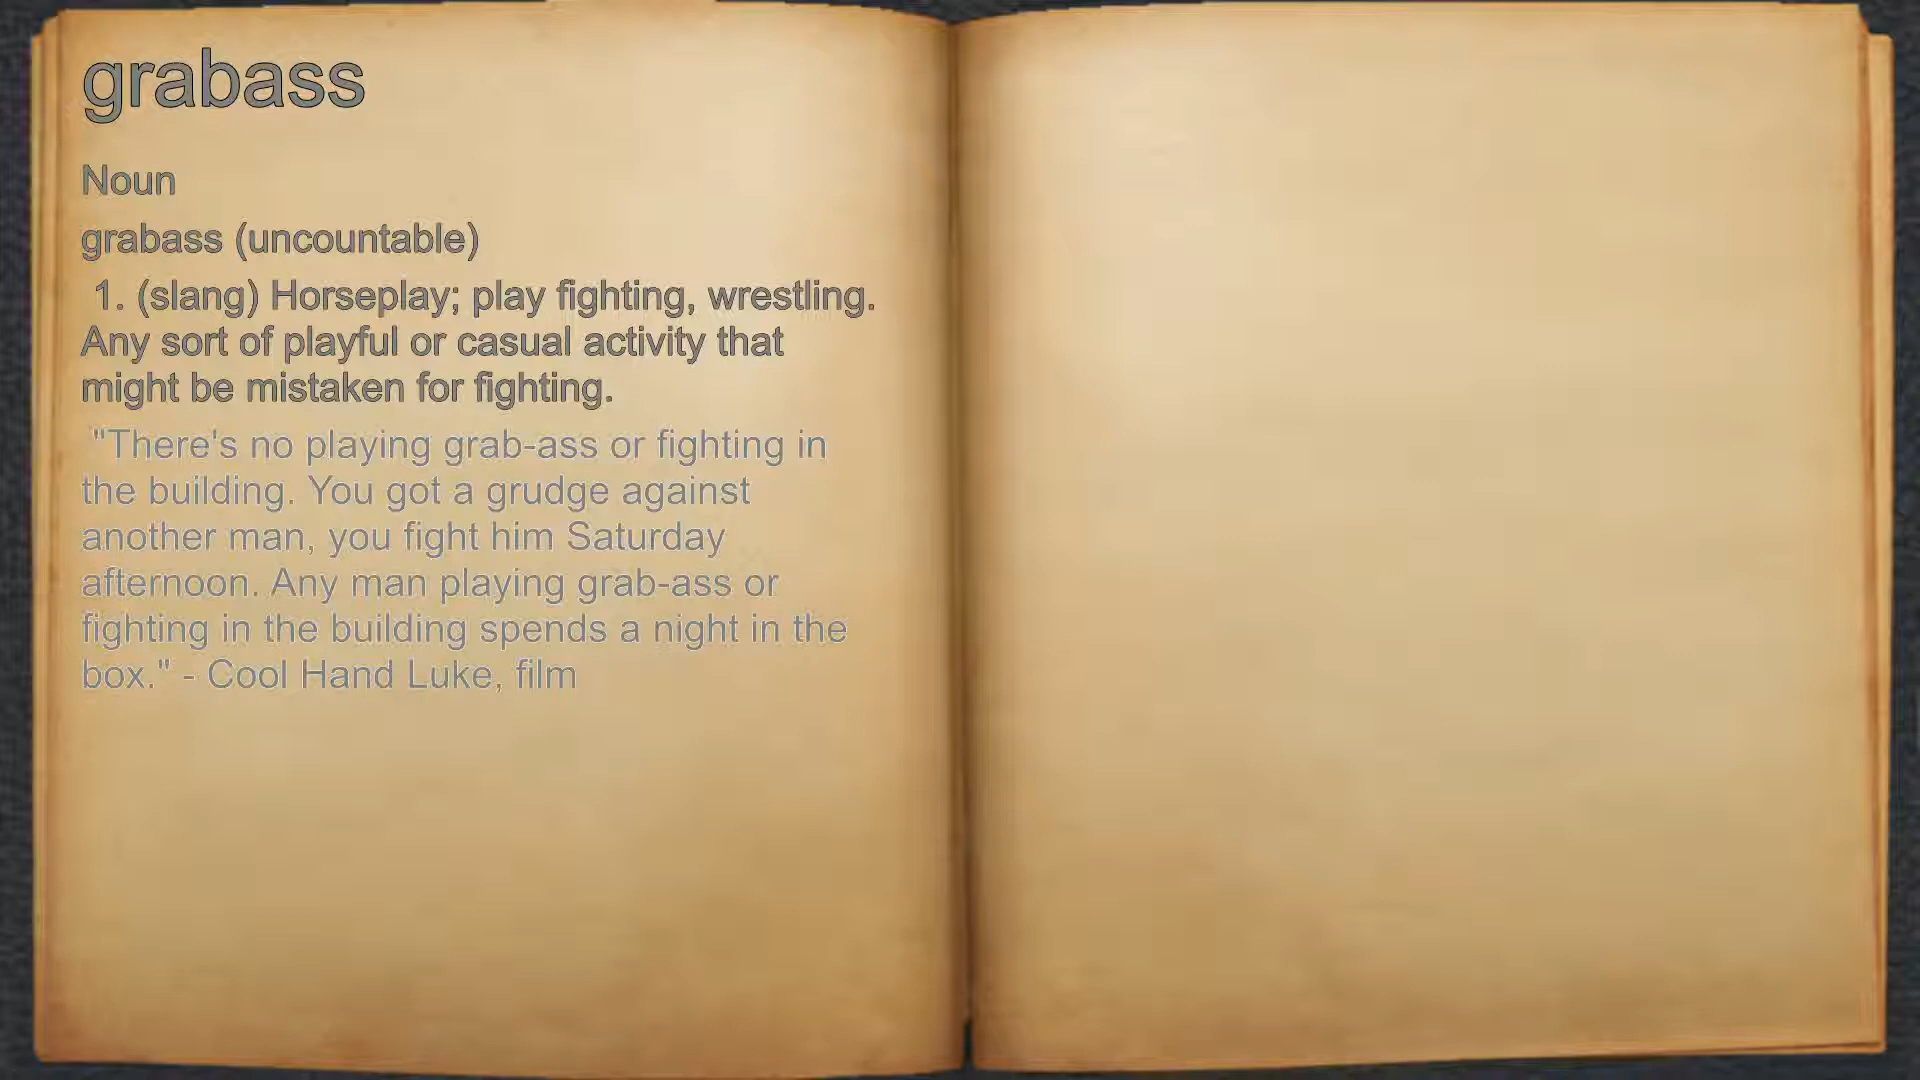 grabass
Noun
grabass (uncountable)
1. (slang) Horseplay; play fighting, wrestling.
Any sort of playful or casual activity that
might be mistaken for fighting.
"There's no playing grab-ass or fighting in
the building. You got a grudge against
another man, you fight him Saturday
afternoon. Any man playing grab-ass or
fighting in the building spends a night in the
box." - Cool Hand Luke, film